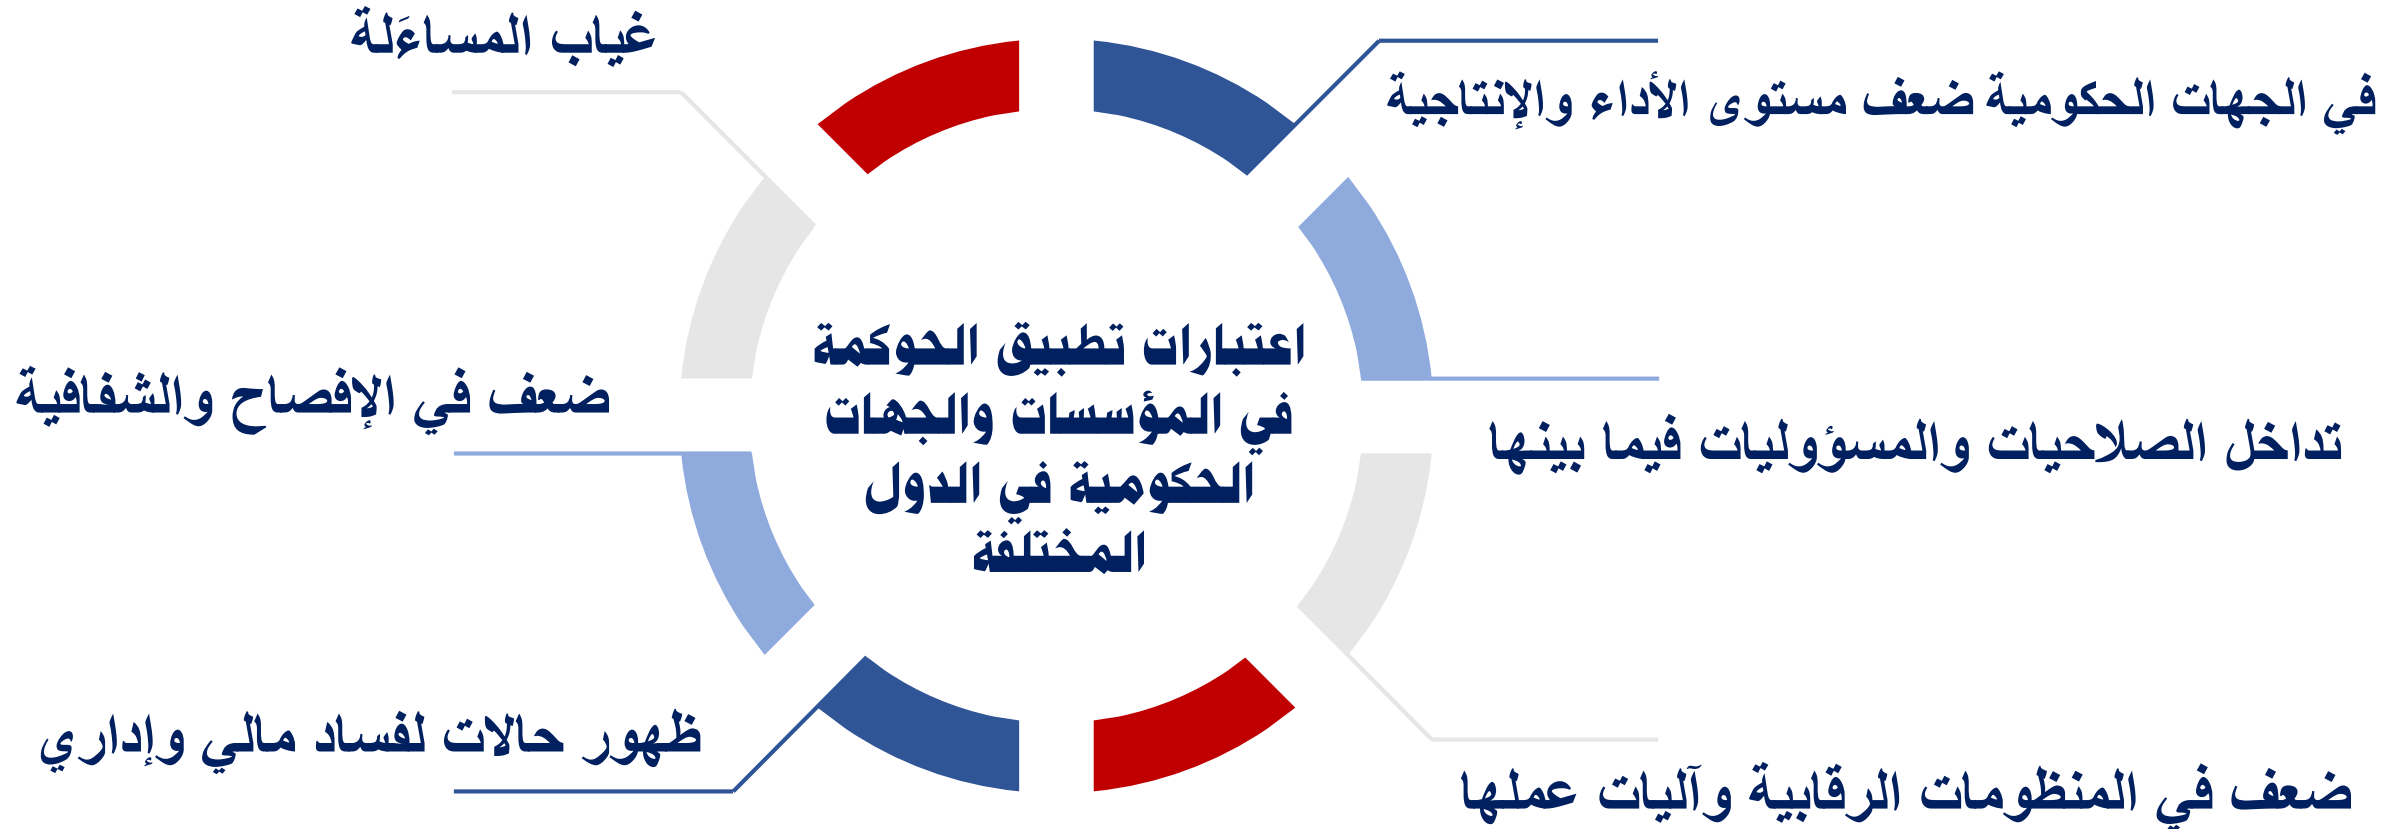 في الجهات الحكومية ضعف مستوى الأداء والإنتاجية
تداخل الصلاحيات والمسؤوليات فيما بينها
ضعف في المنظومات الرقابية وآليات عملها
اعتبارات تطبيق الحوكمة
في المؤسسات والجهات
الحكومية في الدول
المختلفة
غياب المساءَلة
ضعف في الإفصاح والشفافية
ظهور حالات لفساد مالي وإداري